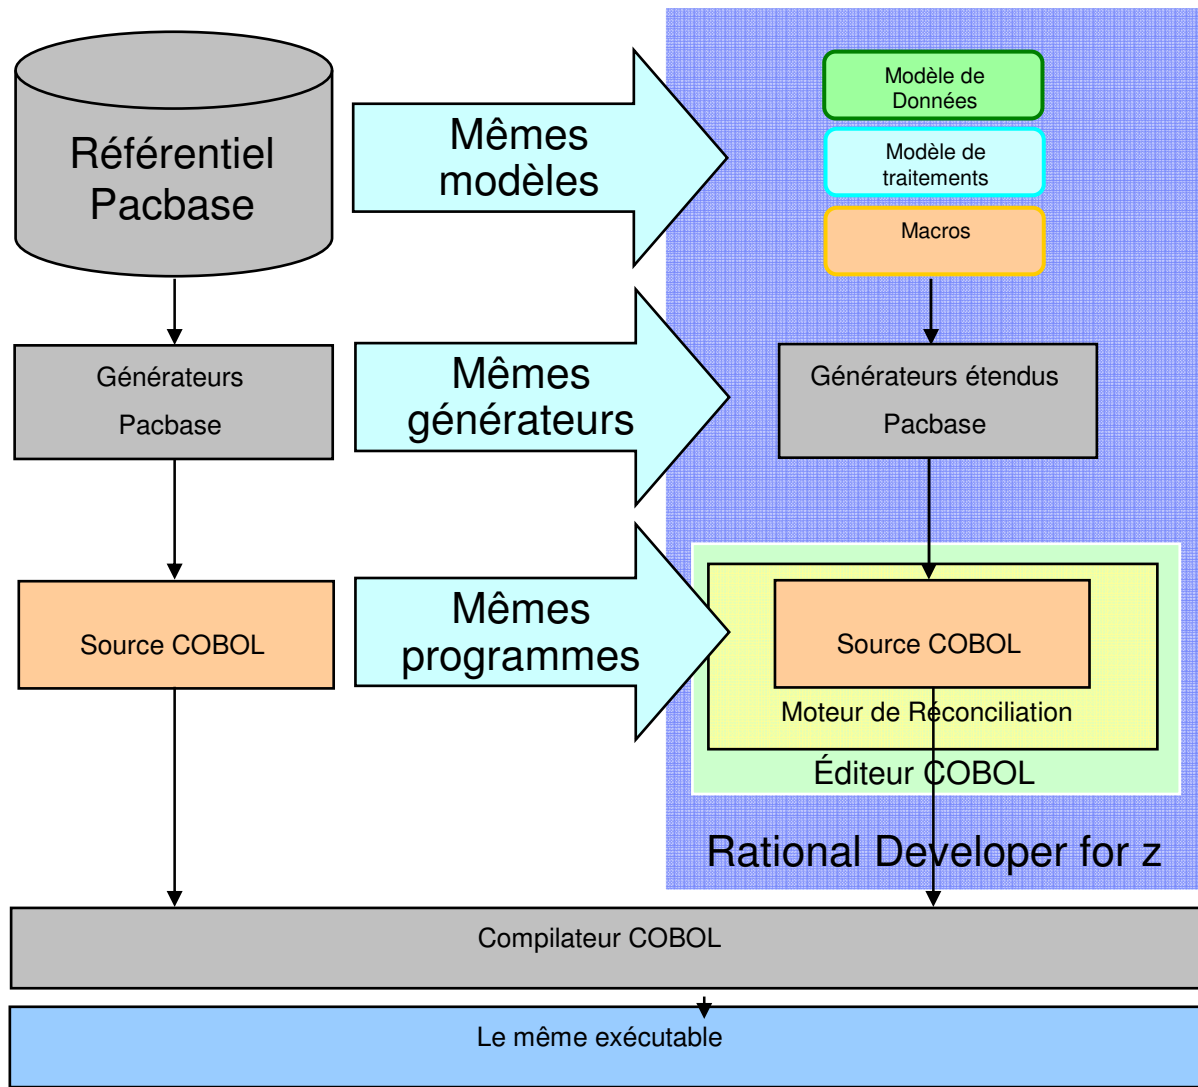 Référentiel
Pacbase
Mêmes
modèles
Modèle de
Données
Modèle de
traitements
Macros
Générateurs
Pacbase
Mêmes
générateurs
Générateurs étendus
Pacbase
Source COBOL
Mêmes
programmes
Source COBOL
Moteur de Réconciliation
Éditeur COBOL
Rational Developer for z
Compilateur COBOL
Le même exécutable